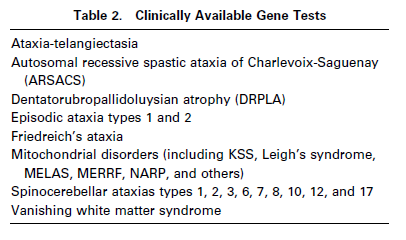 Table 2. Clinically Available Gene Tests
Ataxia-telangiectasia
Autosomal recessive spastic ataxia of Charlevoix-Saguenay
(ARSACS)
Dentatorubropallidoluysian atrophy (DRPLA)
Episodic ataxia types 1 and 2
Friedreich's ataxia
Mitochondrial disorders (including KSS, Leigh's syndrome,
MELAS, MERRF, NARP, and others)
Spinocerebellar ataxias types 1, 2, 3, 6, 7, 8, 10, 12, and 17
Vanishing white matter syndrome